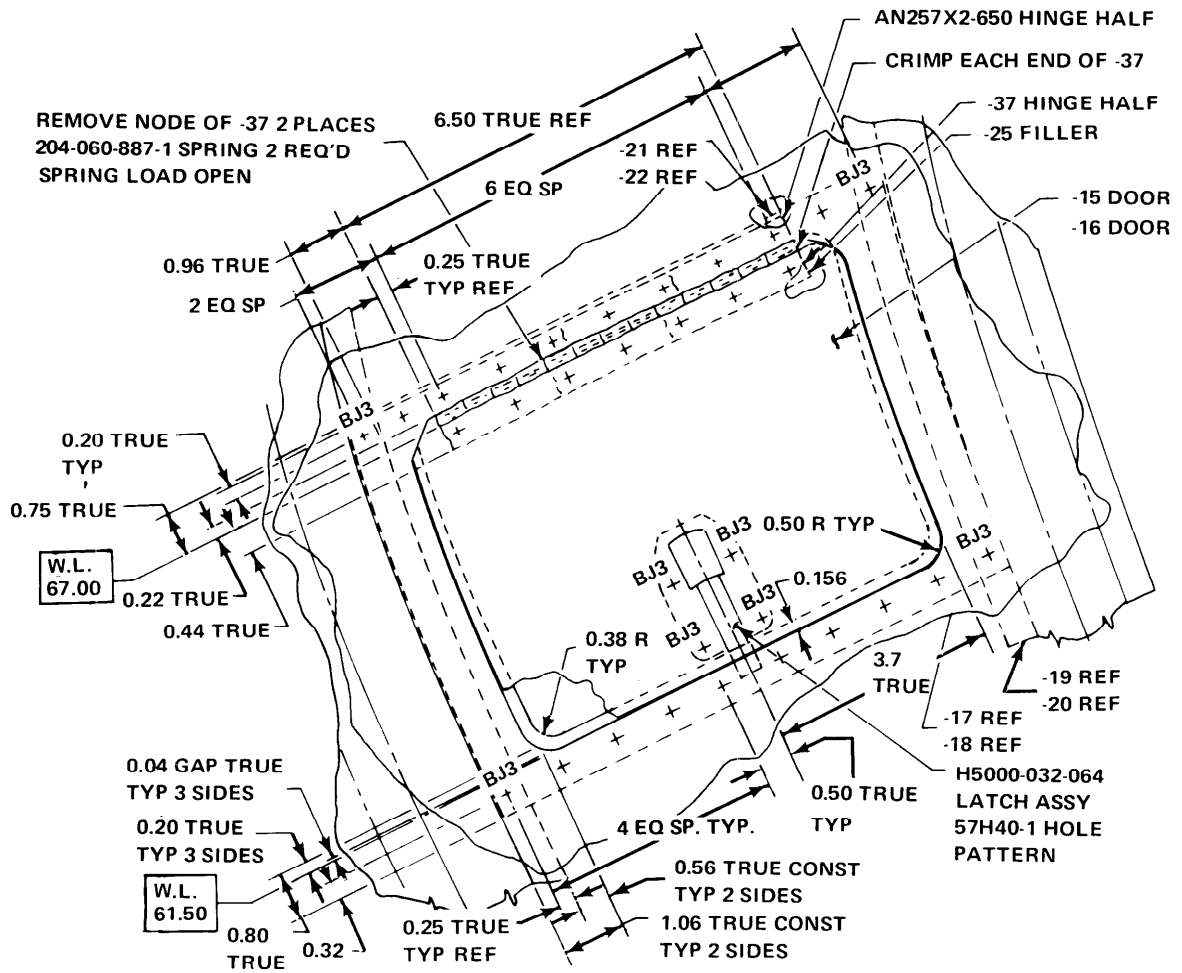 AN257X2-650 HINGE HALF
CRIMP EACH END OF -37
-37 HINGE HALF
-25 FILLER
6.50 TRUE REF
REMOVE NODE OF -37 2 PLACES
204-060-887-1 SPRING 2 REQ'D
SPRING LOAD OPEN
-21 REF
-22 REF
6 EQ SP
BJ3
-15 DOOR
-16 DOOR
0.96 TRUE
0.25 TRUE
TYP REF
2 EQ SP
BJ3
0.20 TRUE
TYP
0.75 TRUE
0.50 R TYP
BJ3
BJ3
W.L.
67.00
BJ3
0.156
0.22 TRUE
BJ3
0.44 TRUE
0.38 R
TYP
BJ3
3.7
TRUE
-19 REF
-20 REF
-17 REF
-18 REF
BJ3
0.04 GAP TRUE
TYP 3 SIDES
H5000-032-064
LATCH ASSY
57H40-1 HOLE
PATTERN
0.50 TRUE
TYP
0.20 TRUE
TYP 3 SIDES
4 EQ SP. TYP.
0.56 TRUE CONST
TYP 2 SIDES
W.L.
61.50
0.80
TRUE
0.32
0.25 TRUE
TYP REF
1.06 TRUE CONST
TYP 2 SIDES